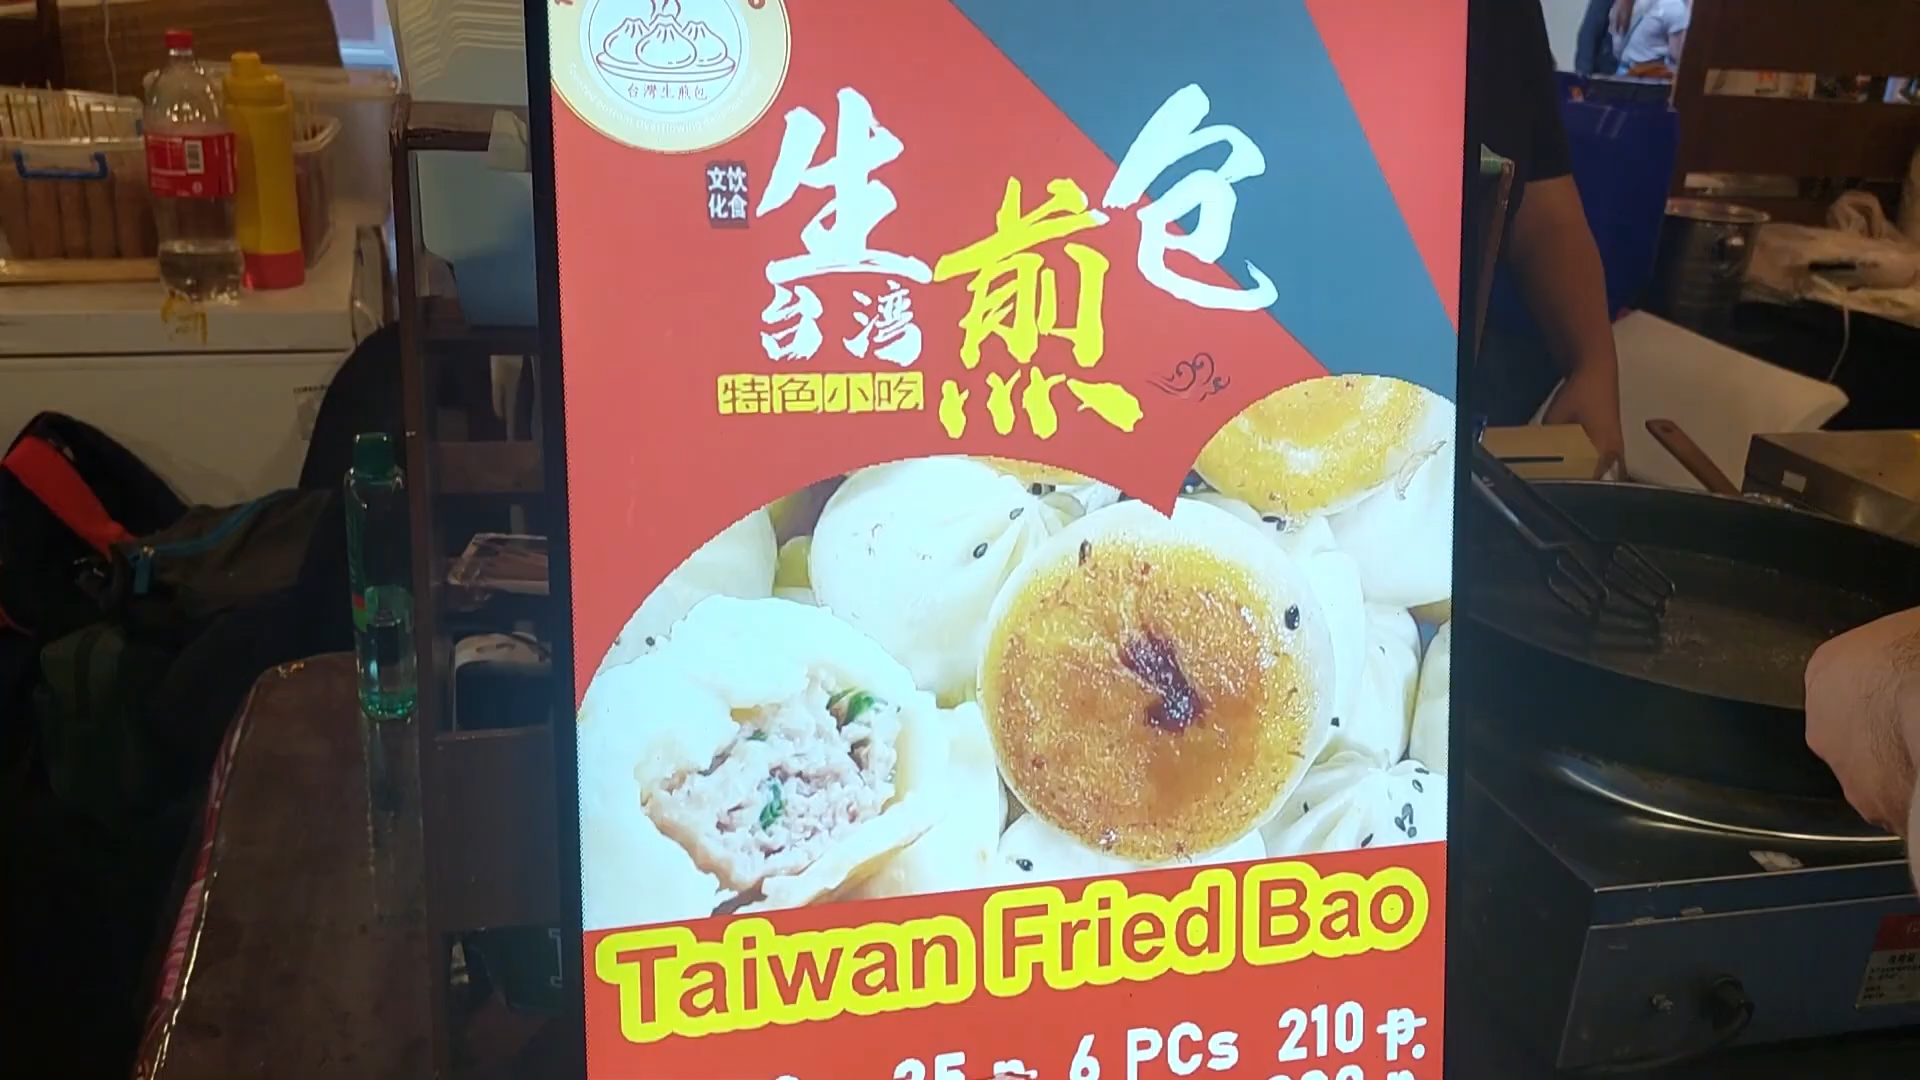 台灣生煎包
饮食
文化
生煎包
台湾
特色小吃
Taiwan Fried Bao
6 PCs 210 ₱.